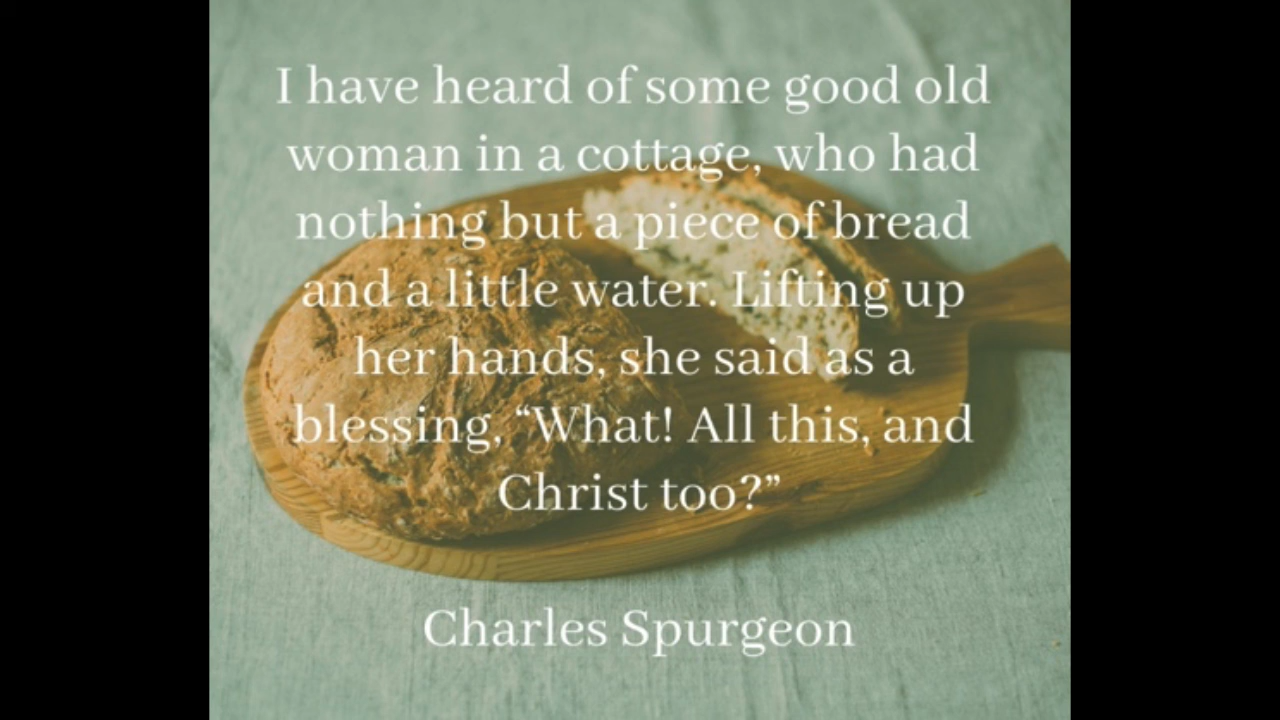 I have heard of some good old
woman in a cottage, who had
nothing but a piece of bread
and a little water. Lifting up
her hands, she said as a
blessing, “What! All this, and
Christ too?”
Charles Spurgeon